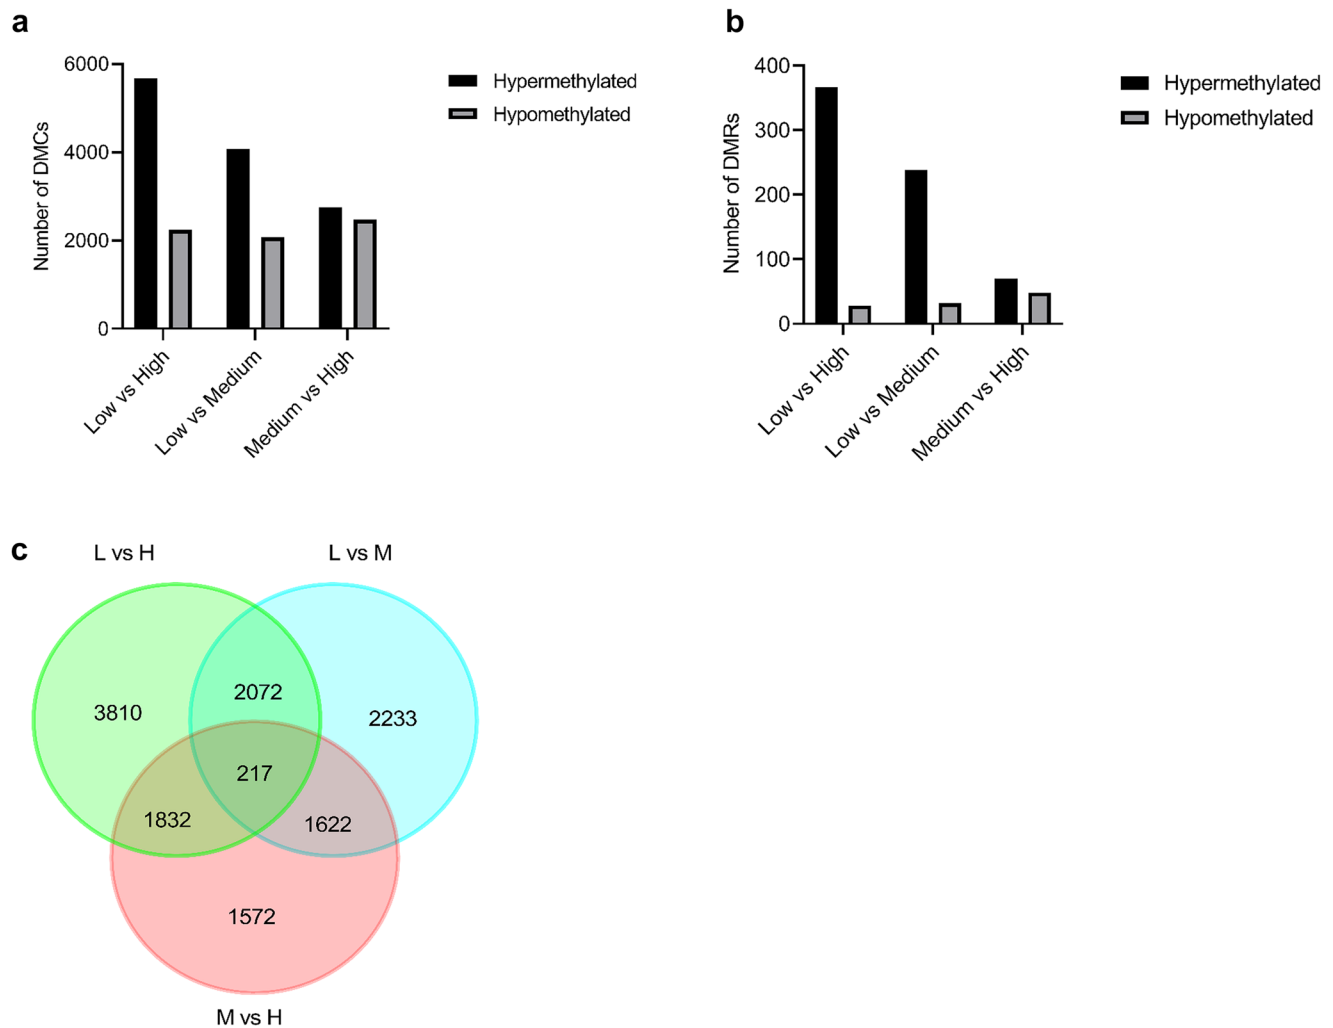 a
6000
4000
2000
0
Number of DMCs
Hypermethylated
Hypomethylated
Low vs High
Low vs Medium
Medium vs High
b
400
300
200
100
0
Number of DMRs
Hypermethylated
Hypomethylated
Low vs High
Low vs Medium
Medium vs High
c
L vs H
L vs M
3810
2072
2233
217
1832
1622
1572
M vs H